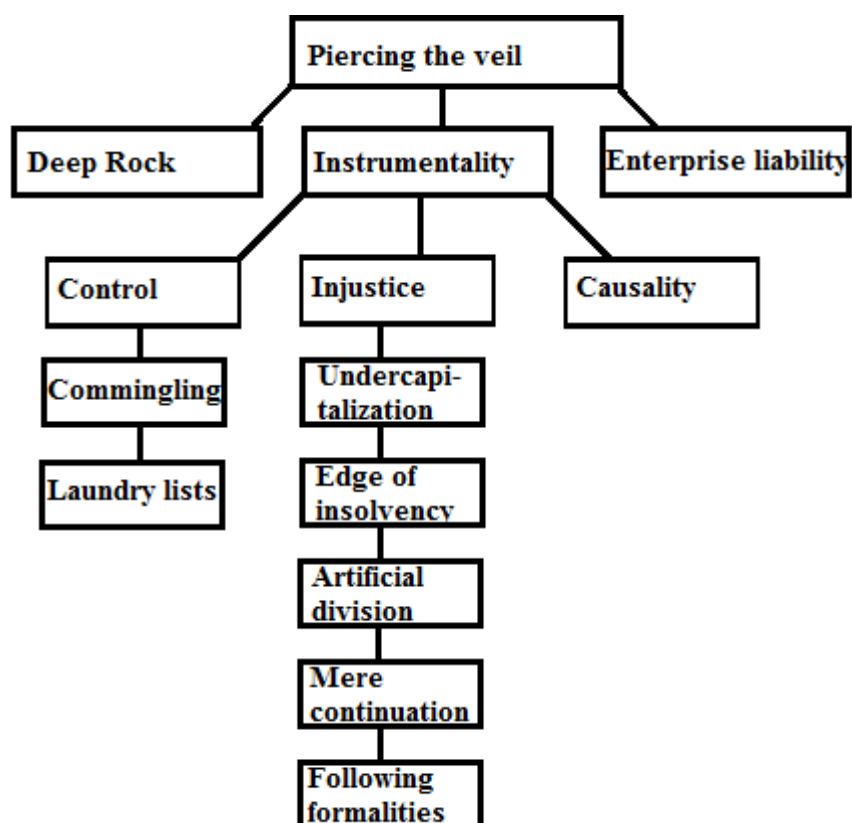 Piercing the veil
Deep Rock
Instrumentality
Enterprise liability
Control
Injustice
Causality
Commingling
Undercapi-
talization
Laundry lists
Edge of
insolvency
Artificial
division
Mere
continuation
Following
formalities